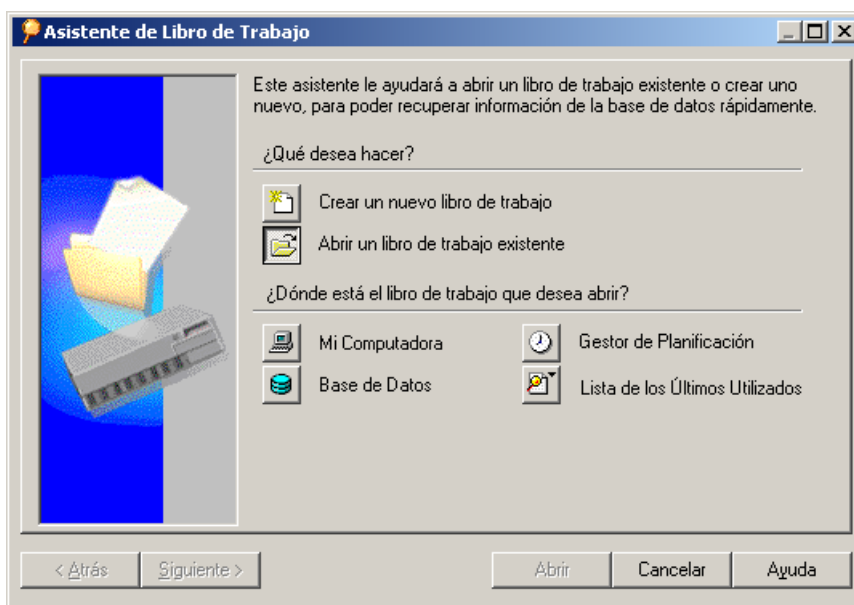 Asistente de Libro de Trabajo
Este asistente le ayudará a abrir un libro de trabajo existente o crear uno
nuevo, para poder recuperar información de la base de datos rápidamente.
¿Qué desea hacer?
Crear un nuevo libro de trabajo
Abrir un libro de trabajo existente
¿Dónde está el libro de trabajo que desea abrir?
Mi Computadora
Gestor de Planificación
Base de Datos
Lista de los Últimos Utilizados
< Atrás
Siguiente >
Abrir
Cancelar
Ayuda